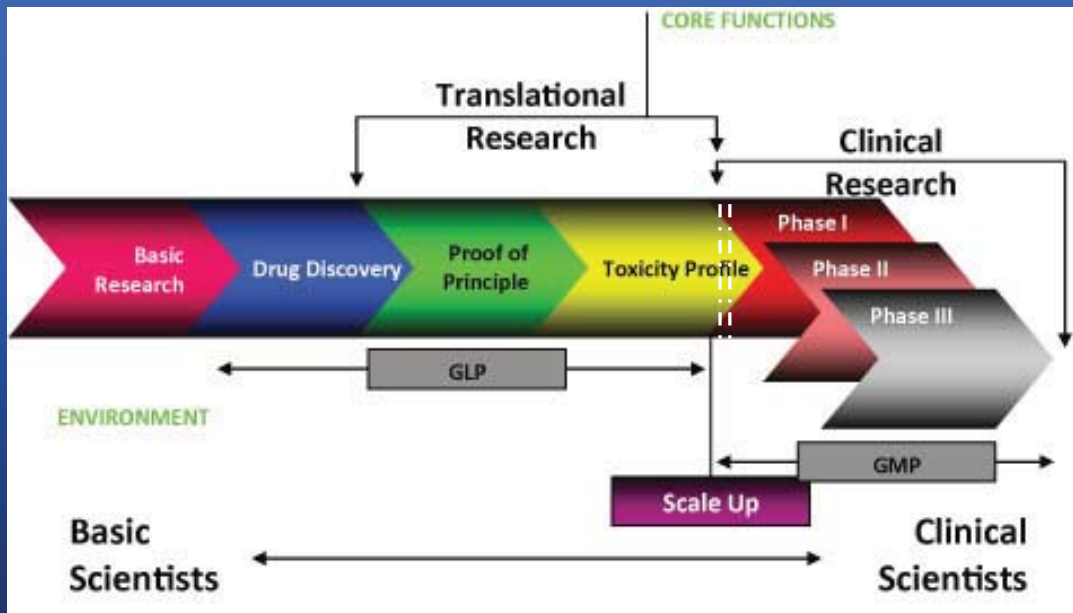 CORE FUNCTIONS
Translational
Research
Clinical
Research
Basic
Research
Drug Discovery
Proof of
Principle
Toxicity Profile
Phase I
Phase II
Phase III
GLP
ENVIRONMENT
GMP
Scale Up
Basic
Scientists
Clinical
Scientists